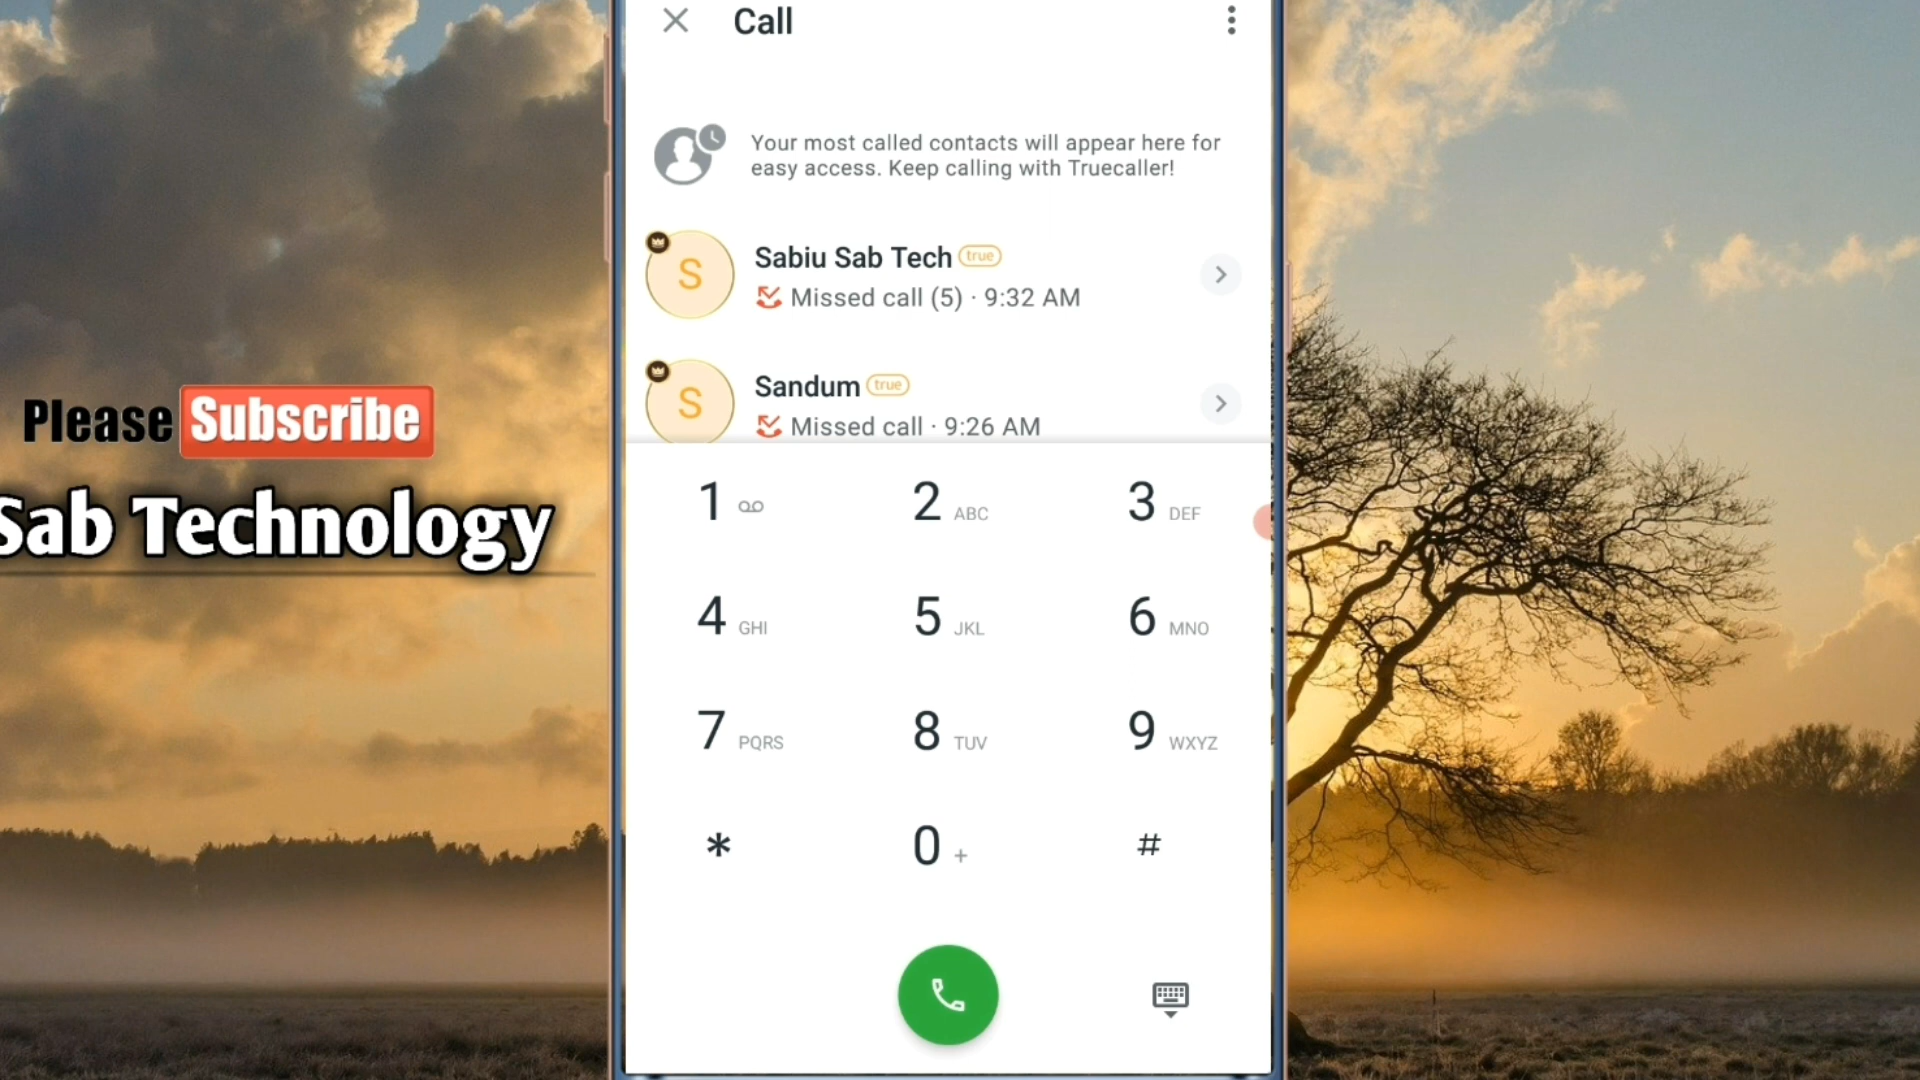 Call
Your most called contacts will appear here for
easy access. Keep calling with Truecaller!
S
Sabiu Sab Tech true
Missed call (5) · 9:32 AM
S
Sandum true
Missed call · 9:26 AM
Please Subscribe
Sab Technology
1
2 ABC
3 DEF
4 GHI
5 JKL
6 MNO
7 PQRS
8 TUV
9 WXYZ
*
0 +
#